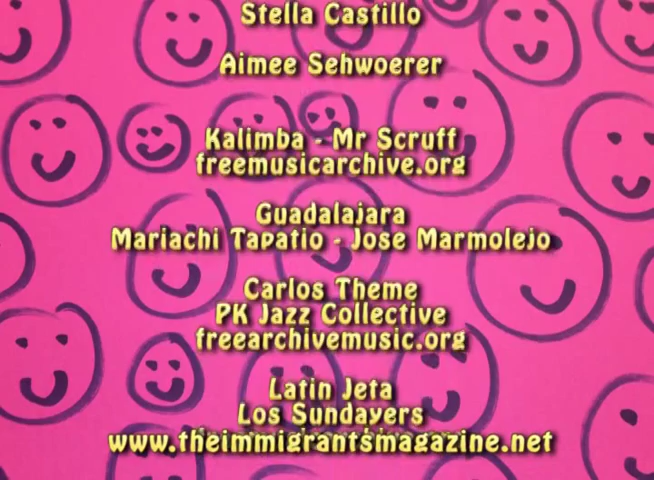 Stella Castillo
Aimee Sehwoerer
Kalimba - Mr Scruff
freemusicarchive.org
Guadalajara
Mariachi Tapatio - Jose Marmolejo
Carlos Theme
PK Jazz Collective
freearchivemusic.org
Latin Jeta
Los Sundayers
www.theimmigrantsmagazine.net